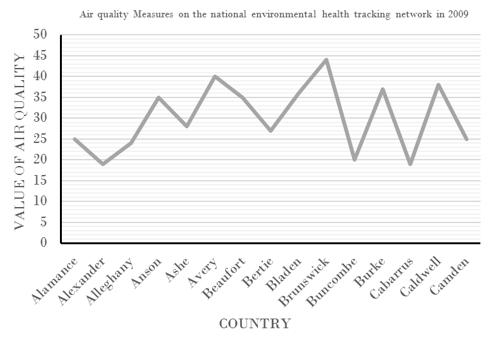 Air quality Measures on the national environmental health tracking network in 2009
50
45
40
35
30
25
20
15
10
5
0
VALUE OF AIR QUALITY
Alamance
Alexander
Alleghany
Anson
Ashe
Avery
Beaufort
Bertie
Bladen
Brunswick
Buncombe
Burke
Cabarrus
Caldwell
Camden
COUNTRY